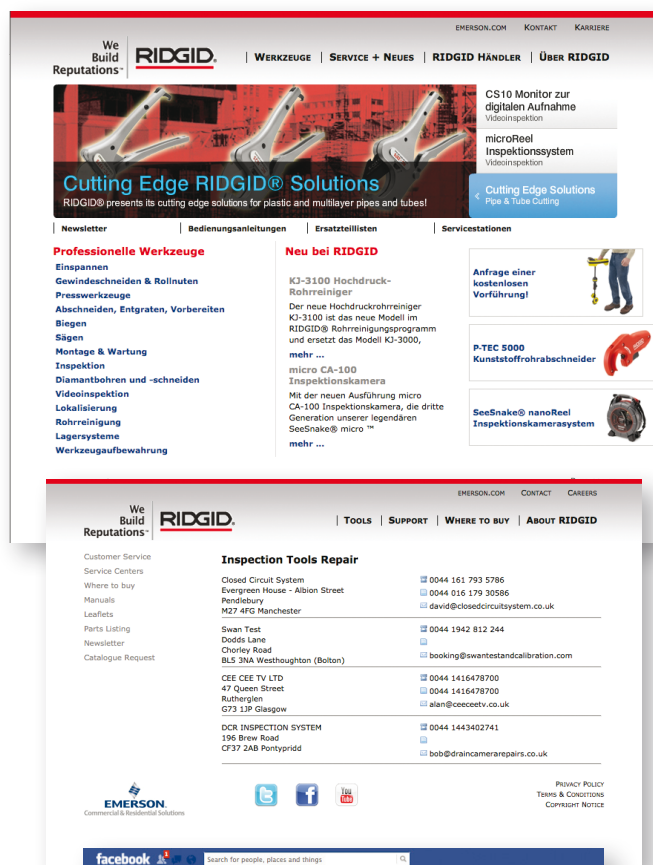 EMERSON.COM KONTAKT KARRIERE
We
Build
Reputations™
RIDGID®
WERKZEUGE SERVICE + NEUES RIDGID HÄNDLER ÜBER RIDGID
CS10 Monitor zur
digitalen Aufnahme
Videoinspektion
microReel
Inspektionssystem
Videoinspektion
Cutting Edge Solutions
Pipe & Tube Cutting
Cutting Edge RIDGID® Solutions
RIDGID® presents its cutting edge solutions for plastic and multilayer pipes and tubes!
Newsletter Bedienungsanleitungen Ersatzteillisten Servicestationen
Professionelle Werkzeuge
Einspannen
Gewindeschneiden & Rollnuten
Presswerkzeuge
Abschneiden, Entgraten, Vorbereiten
Biegen
Sägen
Montage & Wartung
Inspektion
Diamantbohren und -schneiden
Videoinspektion
Lokalisierung
Rohrreinigung
Lagersysteme
Werkzeugaufbewahrung
Neu bei RIDGID
KJ-3100 Hochdruck-
Rohrreiniger
Der neue Hochdruckrohrreiniger
KJ-3100 ist das neue Modell im
RIDGID® Rohrreinigungsprogramm
und ersetzt das Modell KJ-3000,
mehr ...
micro CA-100
Inspektionskamera
Mit der neuen Ausführung micro
CA-100 Inspektionskamera, die dritte
Generation unserer legendären
SeeSnake® micro ™
mehr ...
Anfrage einer
kostenlosen
Vorführung!
P-TEC 5000
Kunststoffrohrabschneider
SeeSnake® nanoReel
Inspektionskamerasystem
EMERSON.COM CONTACT CAREERS
We
Build
Reputations™
RIDGID®
TOOLS SUPPORT WHERE TO BUY ABOUT RIDGID
Customer Service
Service Centers
Where to buy
Manuals
Leaflets
Parts Listing
Newsletter
Catalogue Request
Inspection Tools Repair
Closed Circuit System
Evergreen House - Albion Street
Pendlebury
M27 4FG Manchester
0044 161 793 5786
0044 016 179 30586
david@closedcircuitsystem.co.uk
Swan Test
Dodds Lane
Chorley Road
BL5 3NA Westhoughton (Bolton)
0044 1942 812 244
booking@swantestandcalibration.com
CEE CEE TV LTD
47 Queen Street
Rutherglen
G73 1JP Glasgow
0044 1416478700
0044 1416478700
alan@ceeceetv.co.uk
DCR INSPECTION SYSTEM
196 Brew Road
CF37 2AB Pontypridd
0044 1443402741
bob@draincamerarepairs.co.uk
EMERSON.
Commercial & Residential Solutions
You
Tube
PRIVACY POLICY
TERMS & CONDITIONS
COPYRIGHT NOTICE
facebook 1 Search for people, places and things